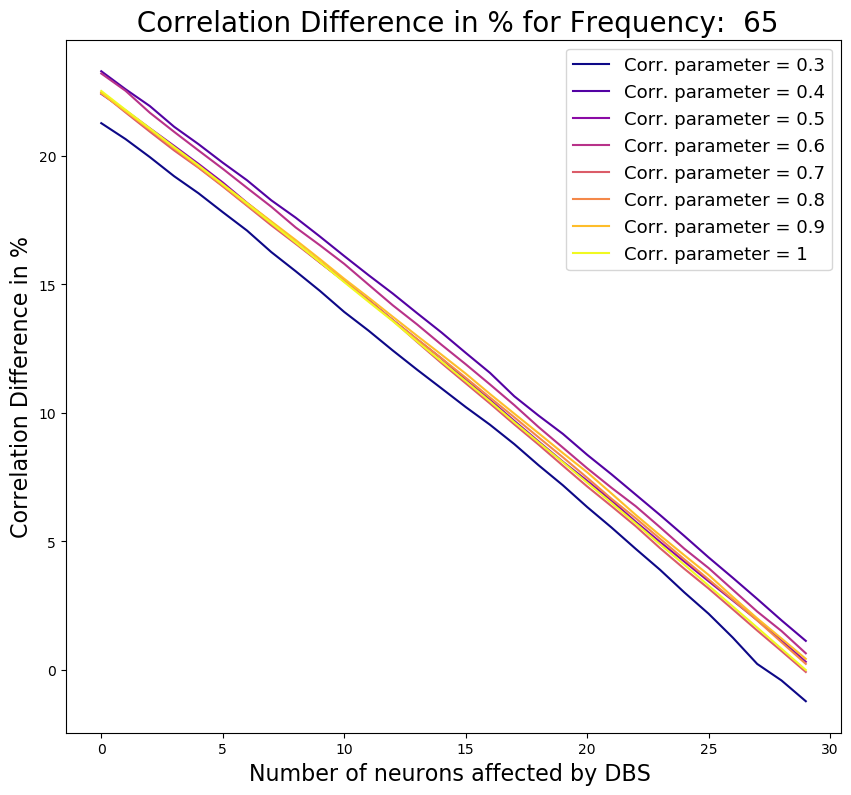 Correlation Difference in % for Frequency:  65
Corr. parameter = 0.3
Corr. parameter = 0.4
Corr. parameter = 0.5
Corr. parameter = 0.6
Corr. parameter = 0.7
Corr. parameter = 0.8
Corr. parameter = 0.9
Corr. parameter = 1
Correlation Difference in %
20
15
10
5
0
0 5 10 15 20 25 30
Number of neurons affected by DBS